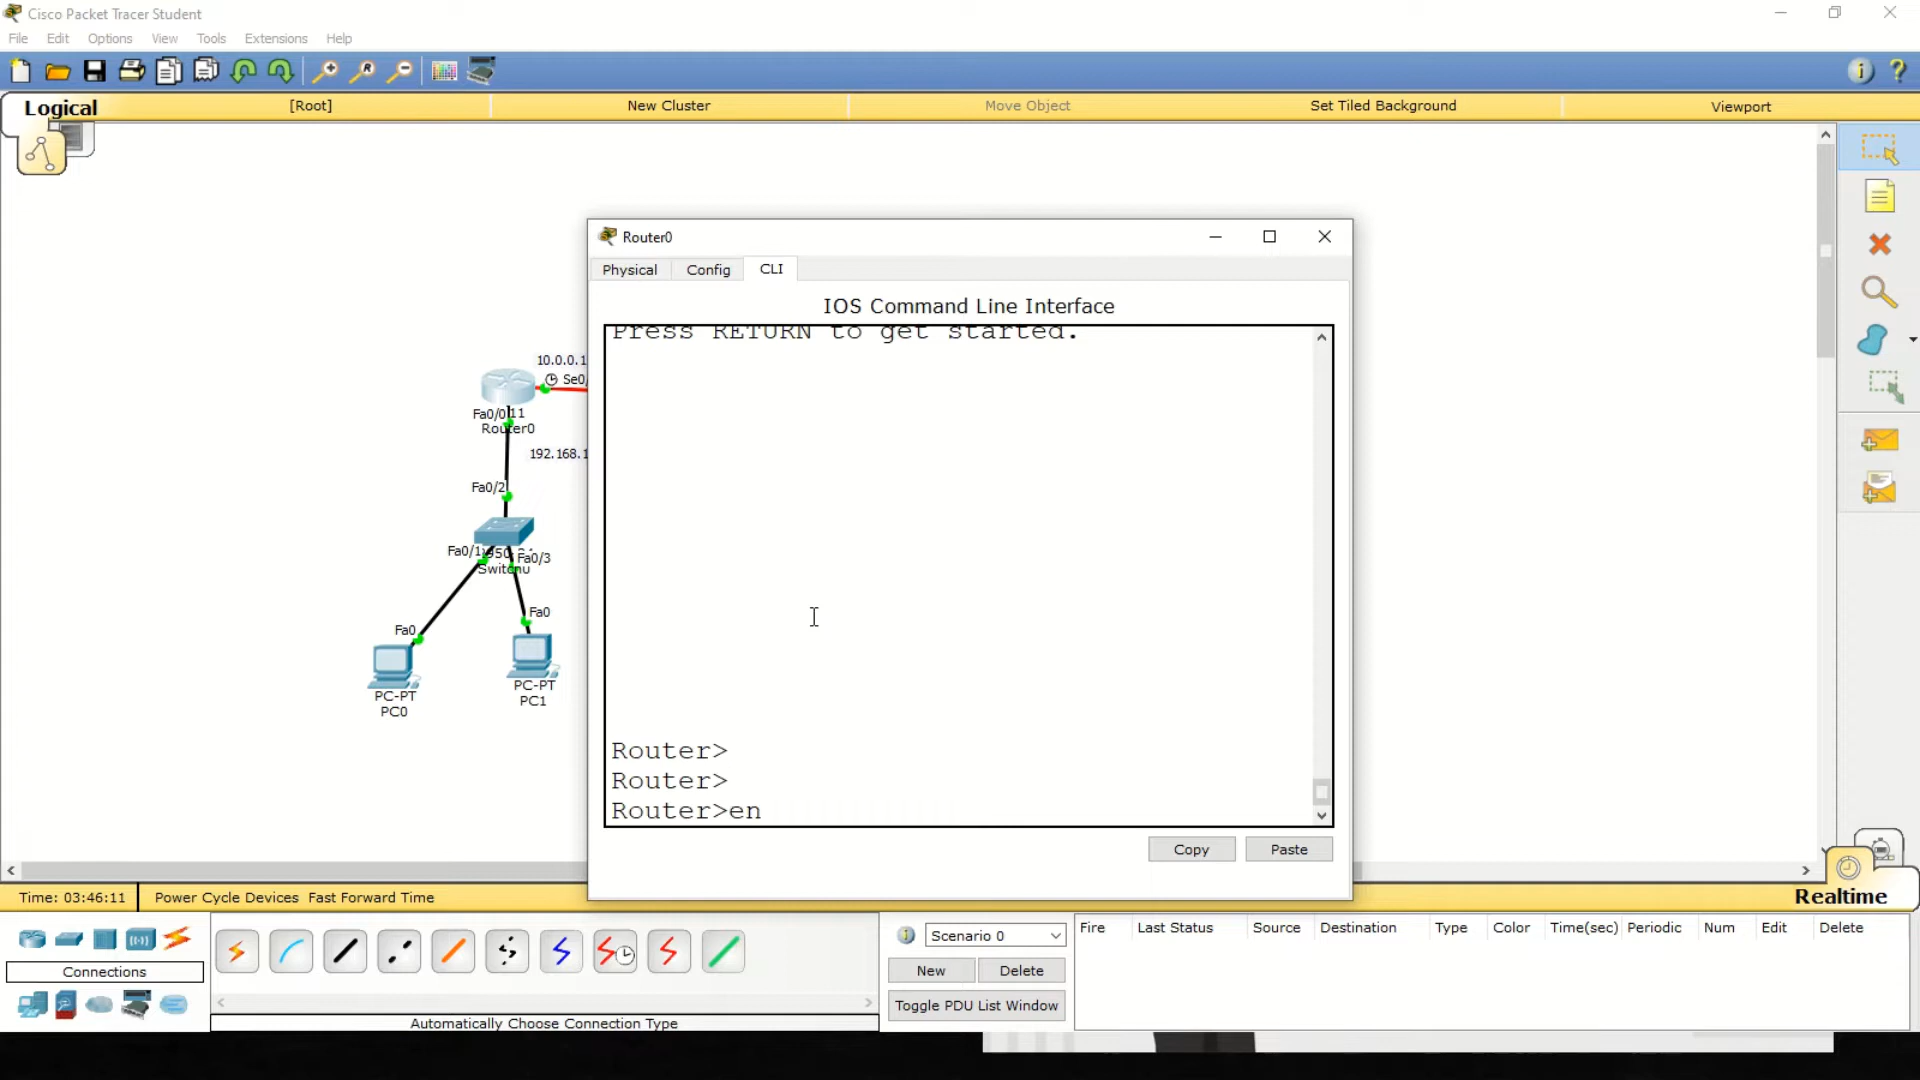 Cisco Packet Tracer Student
File Edit Options View Tools Extensions Help
Logical [Root] New Cluster Move Object Set Tiled Background Viewport
Router0
Physical Config CLI
IOS Command Line Interface
Press RETURN to get started.
10.0.0.1
Se0/
Fa0/0
Router0
192.168.1
Fa0/2
Fa0/1
Fa0/3
Fa0
Fa0
PC-PT
PC0
PC-PT
PC1
Router>
Router>
Router>en
Copy Paste
Time: 03:46:11 Power Cycle Devices Fast Forward Time Realtime
Connections
Automatically Choose Connection Type
Scenario 0
New Delete
Toggle PDU List Window
Fire Last Status Source Destination Type Color Time(sec) Periodic Num Edit Delete